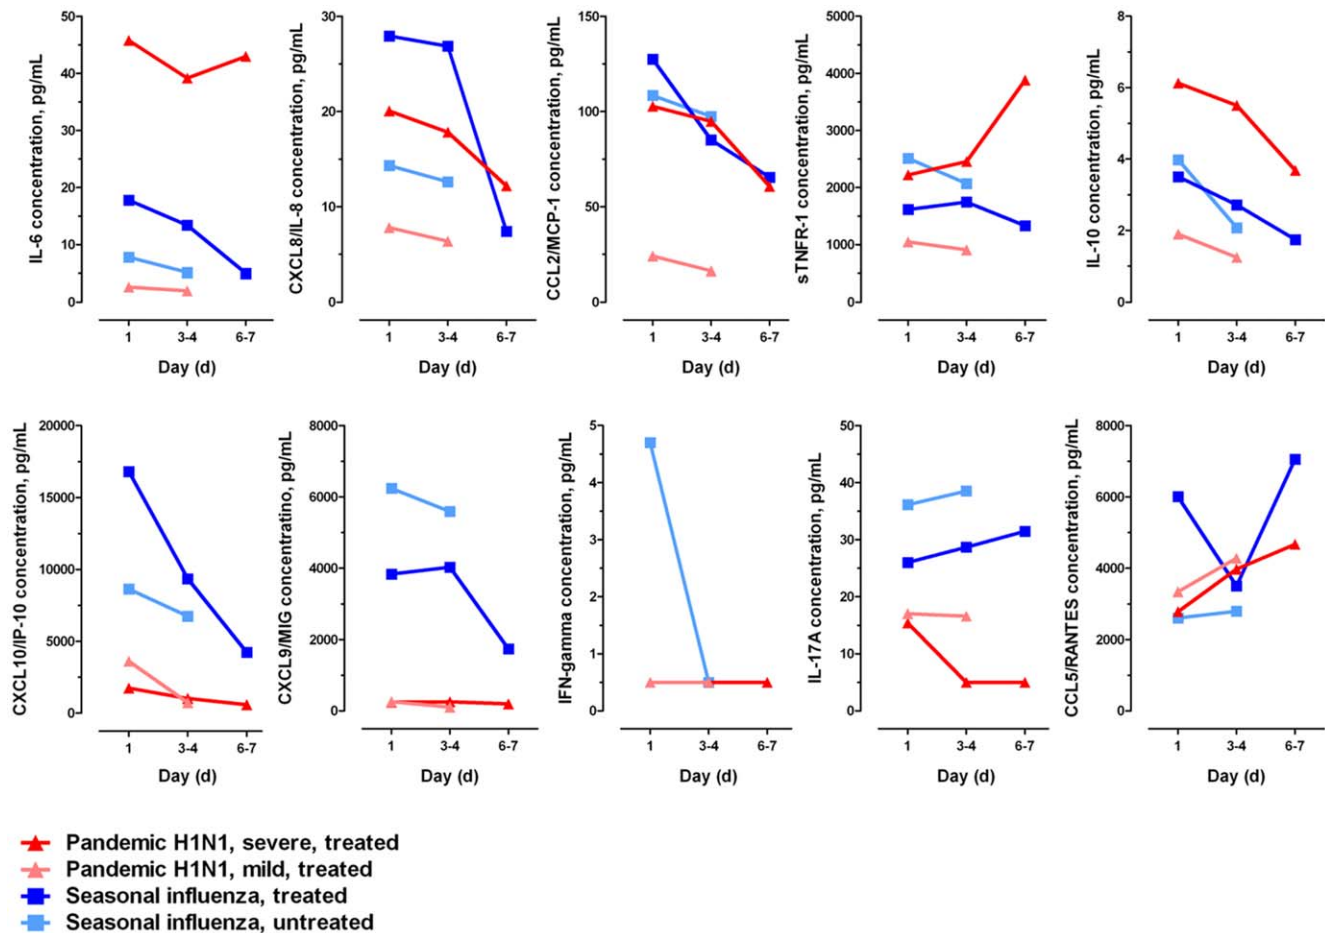 IL-6 concentration, pg/mL
50
40
30
20
10
0
1 3-4 6-7
Day (d)
CXCL8/IL-8 concentration, pg/mL
30
20
10
0
1 3-4 6-7
Day (d)
CCL2/MCP-1 concentration, pg/mL
150
100
50
0
1 3-4 6-7
Day (d)
sTNFR-1 concentration, pg/mL
5000
4000
3000
2000
1000
0
1 3-4 6-7
Day (d)
IL-10 concentration, pg/mL
8
6
4
2
0
1 3-4 6-7
Day (d)
CXCL10/IP-10 concentration, pg/mL
20000
15000
10000
5000
0
1 3-4 6-7
Day (d)
CXCL9/MIG concentratino, pg/mL
8000
6000
4000
2000
0
1 3-4 6-7
Day (d)
IFN-gamma concentration, pg/mL
5
4
3
2
1
0
1 3-4 6-7
Day (d)
IL-17A concentration, pg/mL
50
40
30
20
10
0
1 3-4 6-7
Day (d)
CCL5/RANTES concentration, pg/mL
8000
6000
4000
2000
0
1 3-4 6-7
Day (d)
Pandemic H1N1, severe, treated
Pandemic H1N1, mild, treated
Seasonal influenza, treated
Seasonal influenza, untreated